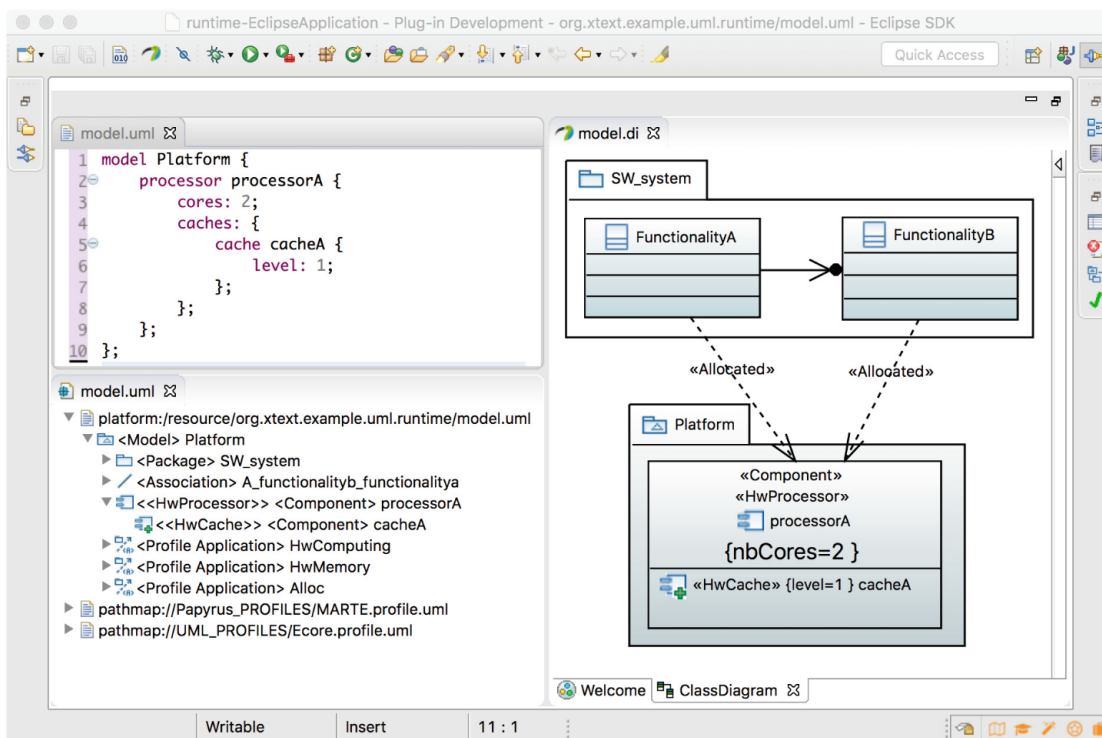 runtime-EclipseApplication - Plug-in Development - org.xtext.example.uml.runtime/model.uml - Eclipse SDK
010
Quick Access
model.uml
1 model Platform {
2 processor processorA {
3 cores: 2;
4 caches: {
5 cache cacheA {
6 level: 1;
7 };
8 };
9 };
10 };
model.uml
platform:/resource/org.xtext.example.uml.runtime/model.uml
<Model> Platform
<Package> SW_system
<Association> A_functionalityb_functionalitya
<<HwProcessor>> <Component> processorA
<<HwCache>> <Component> cacheA
<Profile Application> HwComputing
<Profile Application> HwMemory
<Profile Application> Alloc
pathmap://Papyrus_PROFILES/MARTE.profile.uml
pathmap://UML_PROFILES/Ecore.profile.uml
model.di
SW_system
FunctionalityA
FunctionalityB
«Allocated»
«Allocated»
Platform
«Component»
«HwProcessor»
processorA
{nbCores=2 }
«HwCache» {level=1 } cacheA
Welcome
ClassDiagram
Writable Insert 11 : 1